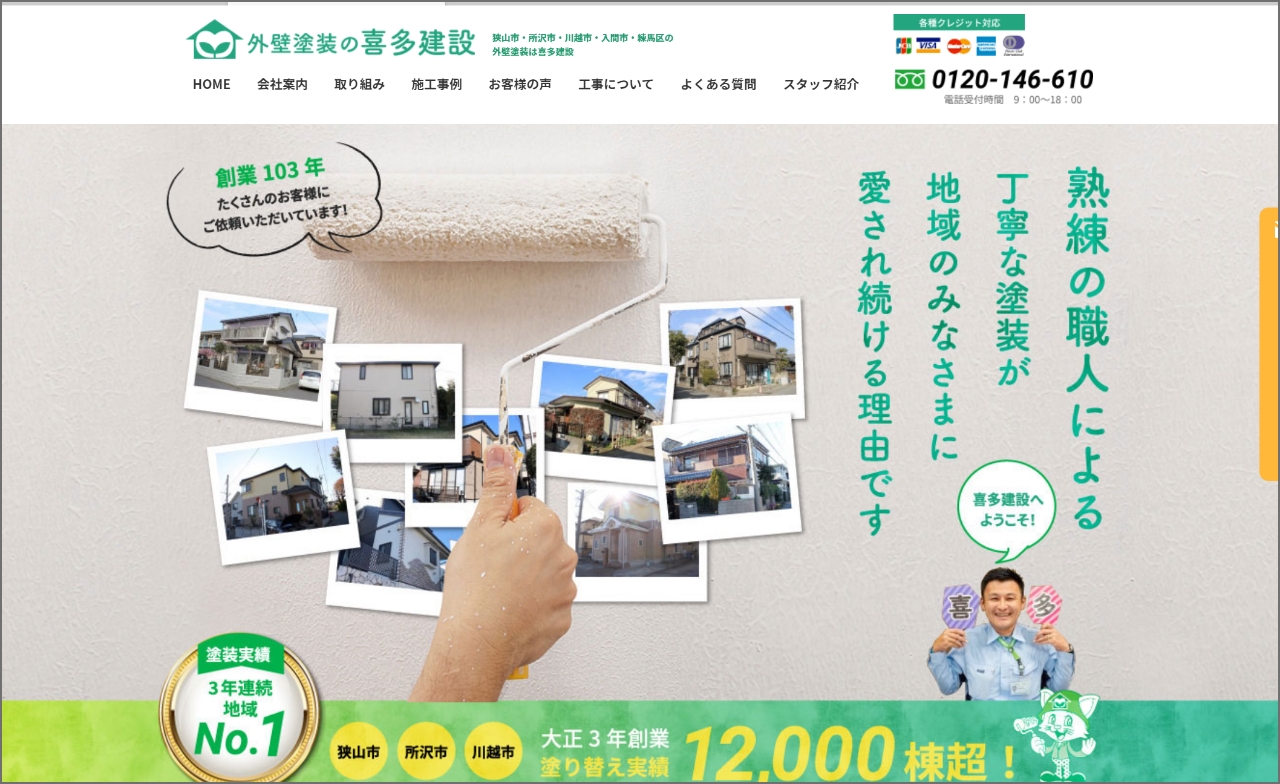 外壁塗装の喜多建設
狭山市・所沢市・川越市・入間市・練馬区の
外壁塗装は喜多建設
各種クレジット対応
JCB VISA MasterCard AMERICAN EXPRESS Diners Club International
0120-146-610
電話受付時間　9：00～18：00
HOME 会社案内 取り組み 施工事例 お客様の声 工事について よくある質問 スタッフ紹介
創業 103 年
たくさんのお客様に
ご依頼いただいています!
熟練の職人による
丁寧な塗装が
地域のみなさまに
愛され続ける理由です
喜多建設へ
ようこそ!
喜 多
塗装実績
3年連続
地域
No.1
狭山市 所沢市 川越市
大正 3 年創業
塗り替え実績
12,000 棟超！